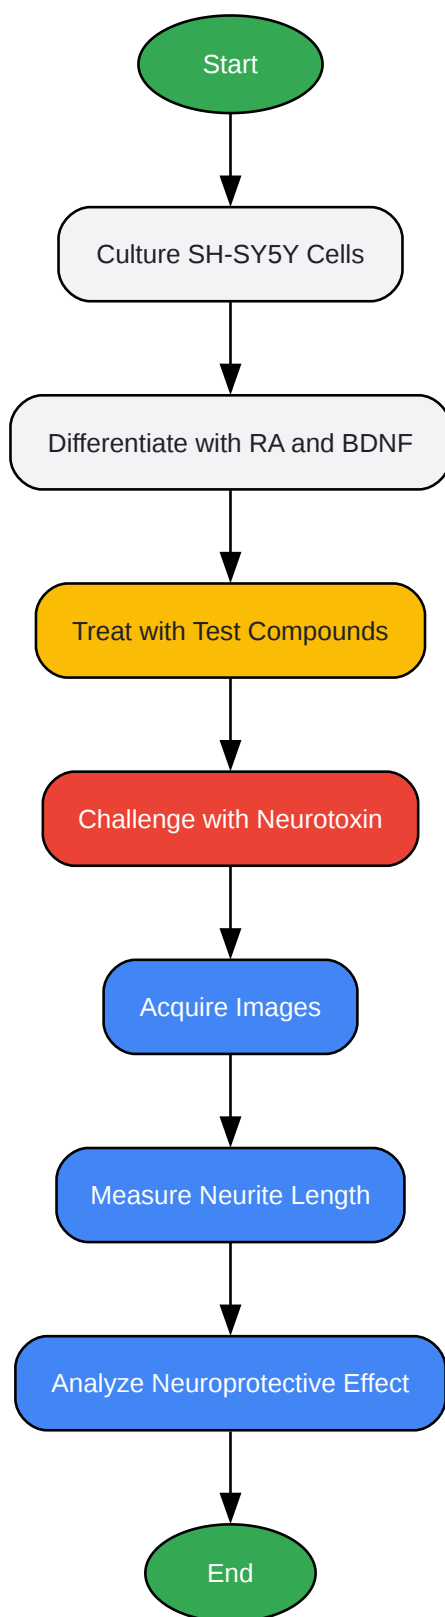 Start
Culture SH-SY5Y Cells
Differentiate with RA and BDNF
Treat with Test Compounds
Challenge with Neurotoxin
Acquire Images
Measure Neurite Length
Analyze Neuroprotective Effect
End